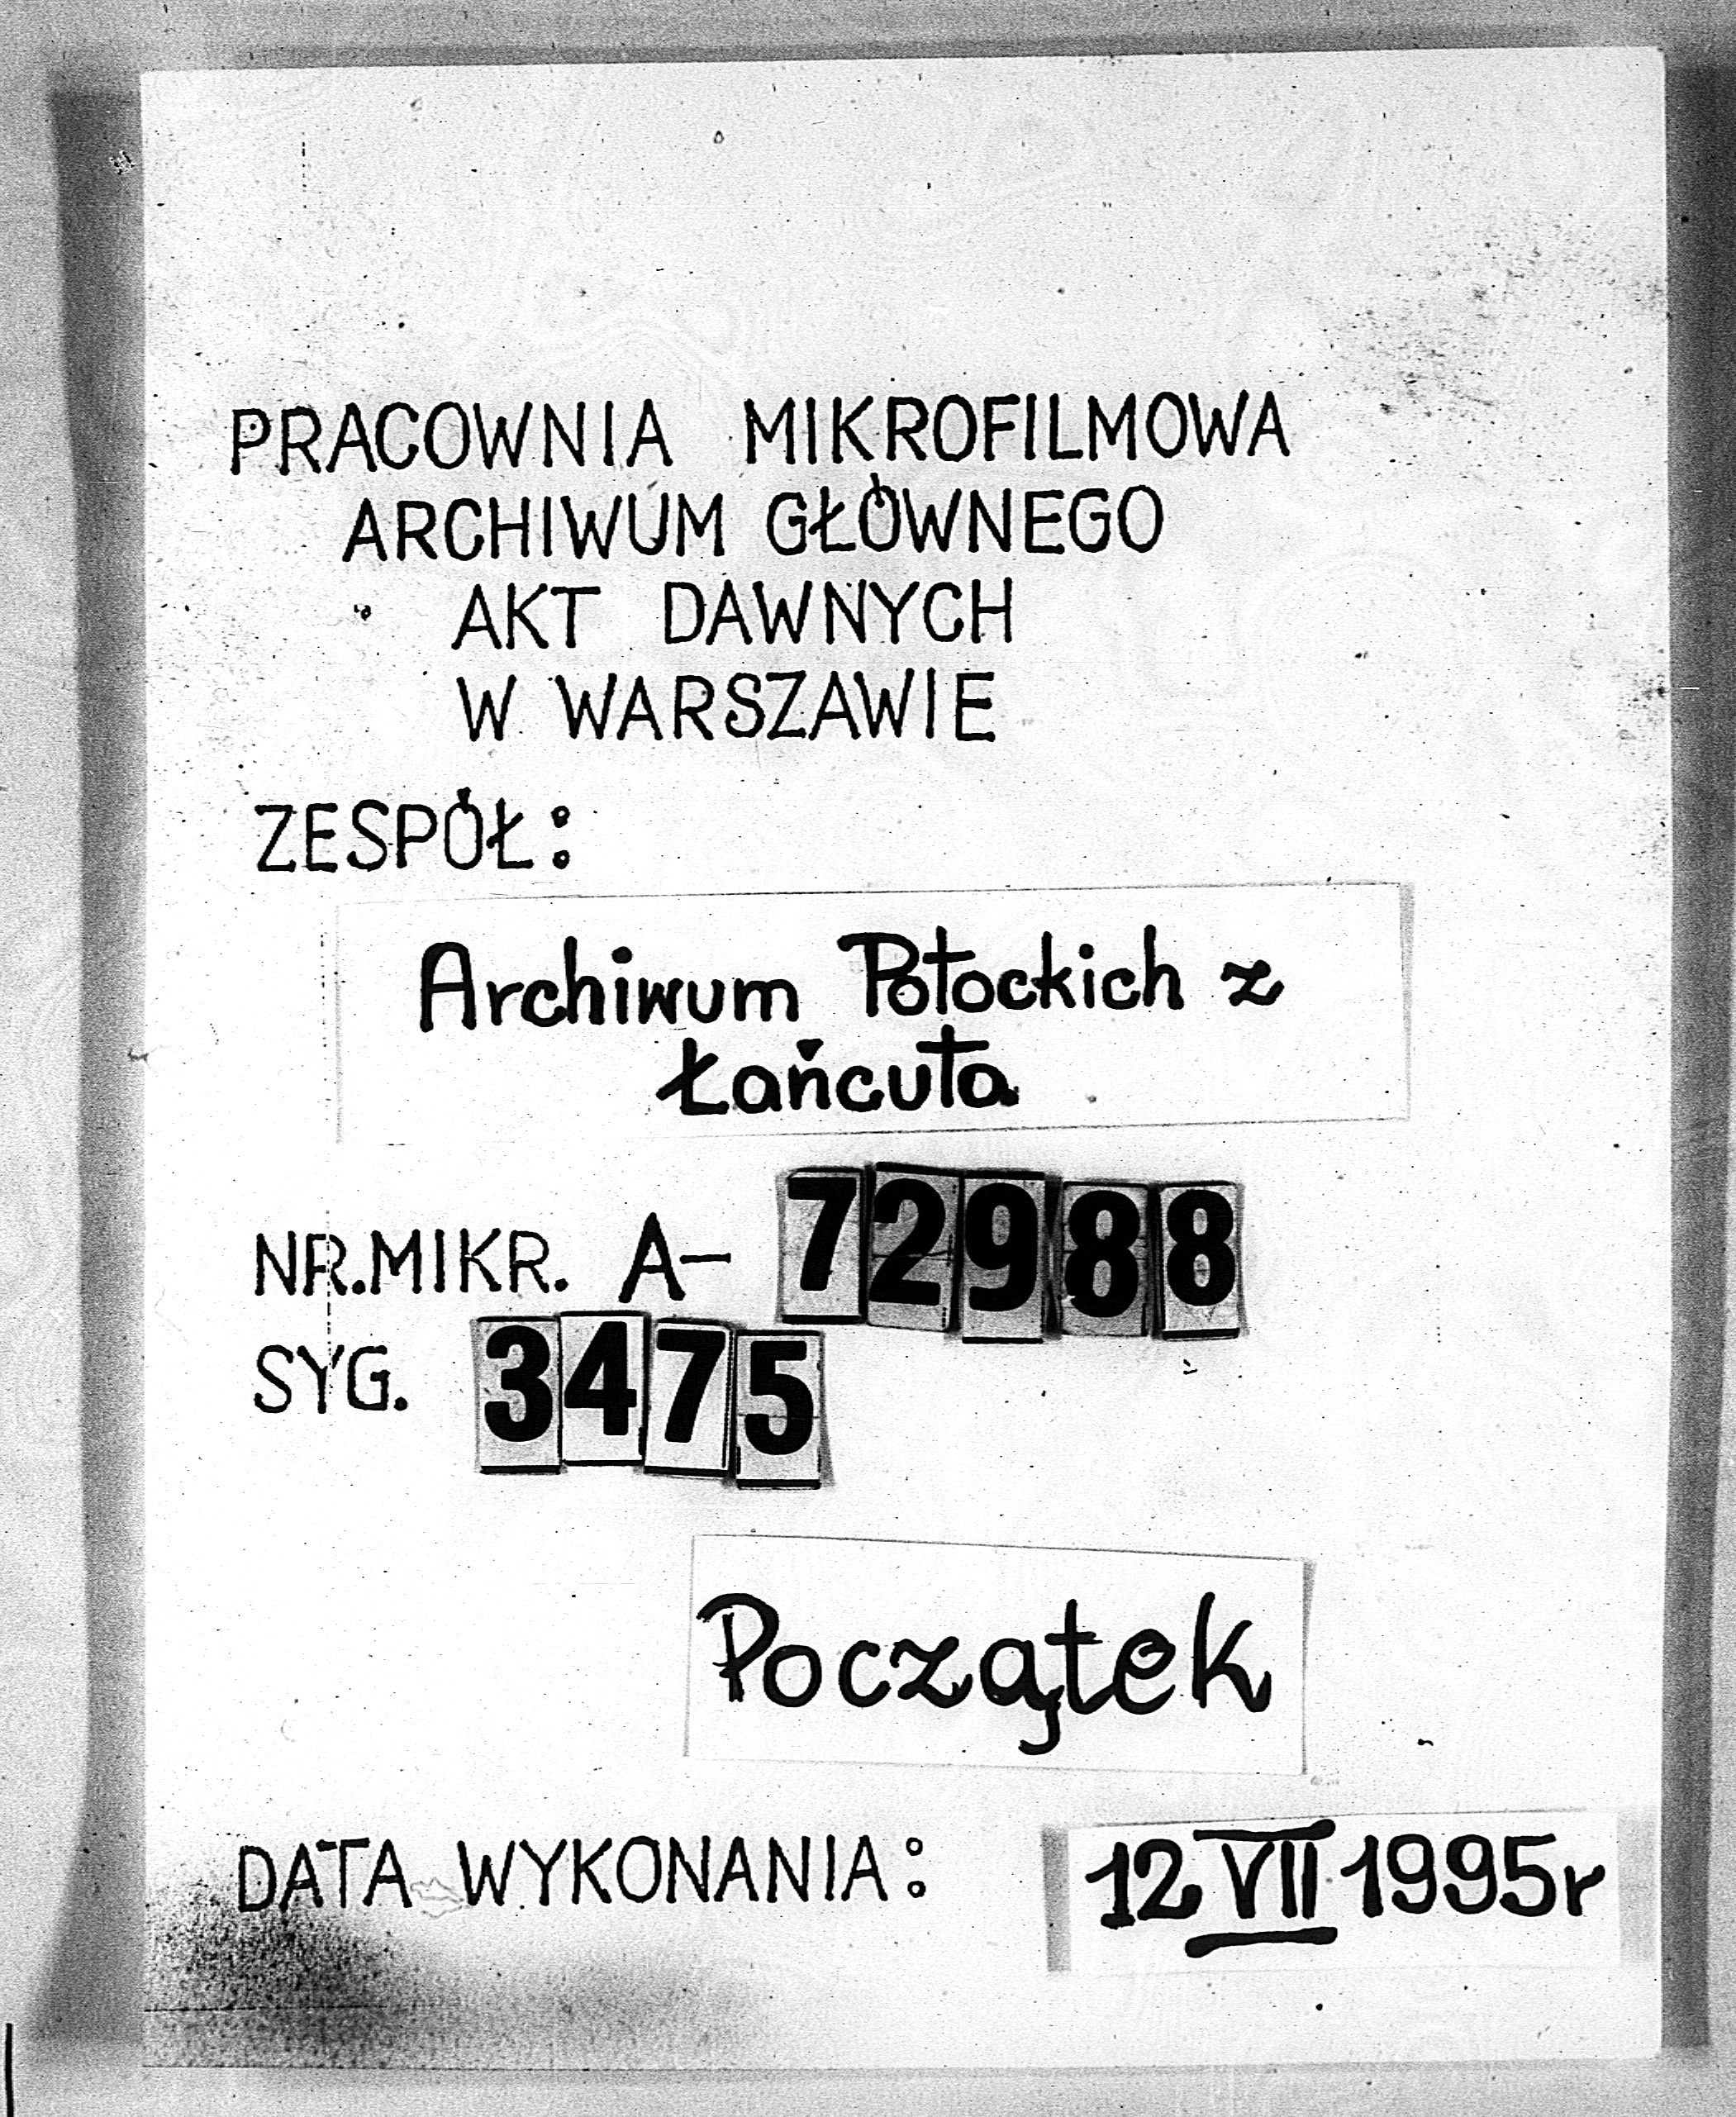 PRACOWNIA MIKROFILMOWA
ARCHIWUM GŁÓWNEGO
AKT DAWNYCH
W WARSZAWIE
ZESPÓŁ:
Archiwum Potockich z
Łańcuta
NR.MIKR. A- 72988
SYG. 3475
Początek
DATA WYKONANIA: 12 VII 1995r